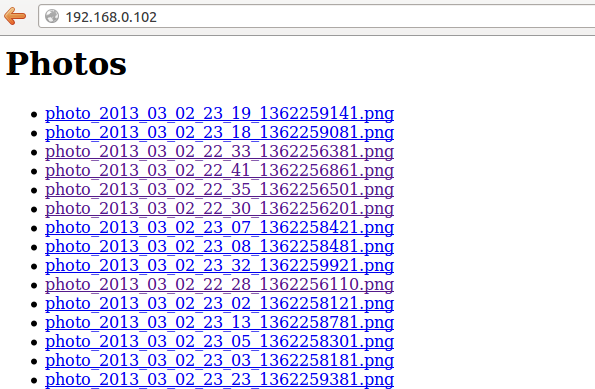 192.168.0.102
Photos
photo_2013_03_02_23_19_1362259141.png
photo_2013_03_02_23_18_1362259081.png
photo_2013_03_02_22_33_1362256381.png
photo_2013_03_02_22_41_1362256861.png
photo_2013_03_02_22_35_1362256501.png
photo_2013_03_02_22_30_1362256201.png
photo_2013_03_02_23_07_1362258421.png
photo_2013_03_02_23_08_1362258481.png
photo_2013_03_02_23_32_1362259921.png
photo_2013_03_02_22_28_1362256110.png
photo_2013_03_02_23_02_1362258121.png
photo_2013_03_02_23_13_1362258781.png
photo_2013_03_02_23_05_1362258301.png
photo_2013_03_02_23_03_1362258181.png
photo_2013_03_02_23_23_1362259381.png